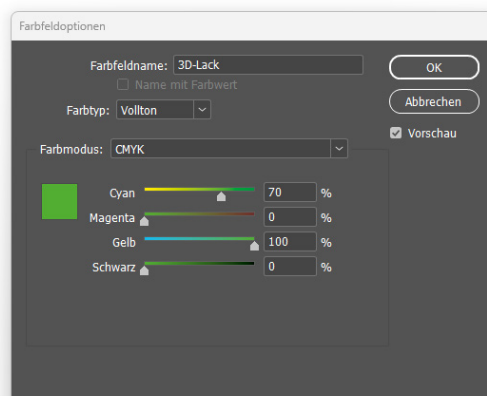 Farbfeldoptionen
Farbfeldname: 3D-Lack
Name mit Farbwert
Farbtyp: Vollton
Farbmodus: CMYK
Cyan 70 %
Magenta 0 %
Gelb 100 %
Schwarz 0 %
OK
Abbrechen
Vorschau